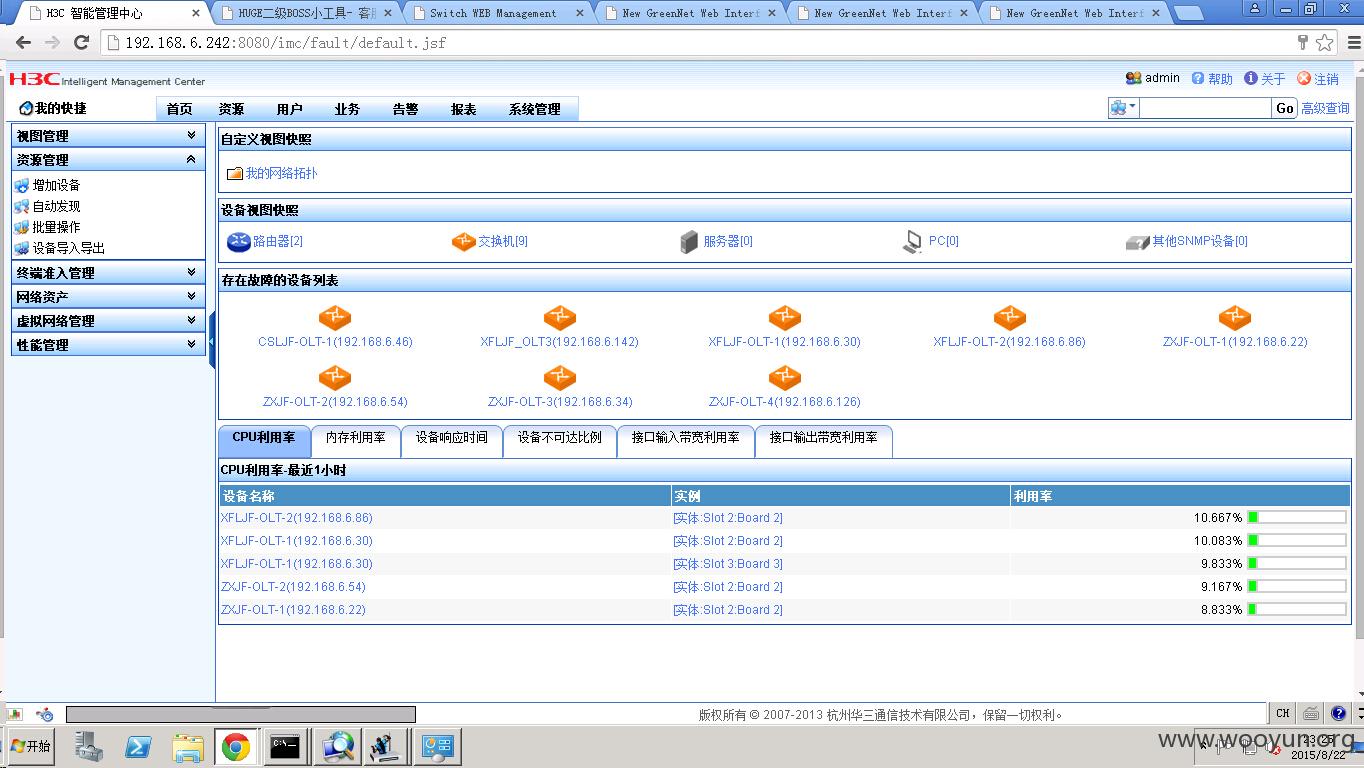 H3C 智能管理中心
HUGE二级BOSS小工具- 客服
Switch WEB Management
New GreenNet Web Interf
New GreenNet Web Interf
New GreenNet Web Interf
192.168.6.242:8080/imc/fault/default.jsf
H3C Intelligent Management Center
admin 帮助 关于 注销
我的快捷
首页 资源 用户 业务 告警 报表 系统管理
Go 高级查询
视图管理
资源管理
增加设备
自动发现
批量操作
设备导入导出
终端准入管理
网络资产
虚拟网络管理
性能管理
自定义视图快照
我的网络拓扑
设备视图快照
路由器[2] 交换机[9] 服务器[0] PC[0] 其他SNMP设备[0]
存在故障的设备列表
CSLJF-OLT-1(192.168.6.46) XFLJF_OLT3(192.168.6.142) XFLJF-OLT-1(192.168.6.30) XFLJF-OLT-2(192.168.6.86) ZXJF-OLT-1(192.168.6.22)
ZXJF-OLT-2(192.168.6.54) ZXJF-OLT-3(192.168.6.34) ZXJF-OLT-4(192.168.6.126)
CPU利用率 内存利用率 设备响应时间 设备不可达比例 接口输入带宽利用率 接口输出带宽利用率
CPU利用率-最近1小时
设备名称 实例 利用率
XFLJF-OLT-2(192.168.6.86) [实体:Slot 2:Board 2] 10.667%
XFLJF-OLT-1(192.168.6.30) [实体:Slot 2:Board 2] 10.083%
XFLJF-OLT-1(192.168.6.30) [实体:Slot 3:Board 3] 9.833%
ZXJF-OLT-2(192.168.6.54) [实体:Slot 2:Board 2] 9.167%
ZXJF-OLT-1(192.168.6.22) [实体:Slot 2:Board 2] 8.833%
版权所有 © 2007-2013 杭州华三通信技术有限公司，保留一切权利。
CH
开始
www.wooyun.org
2015/8/22